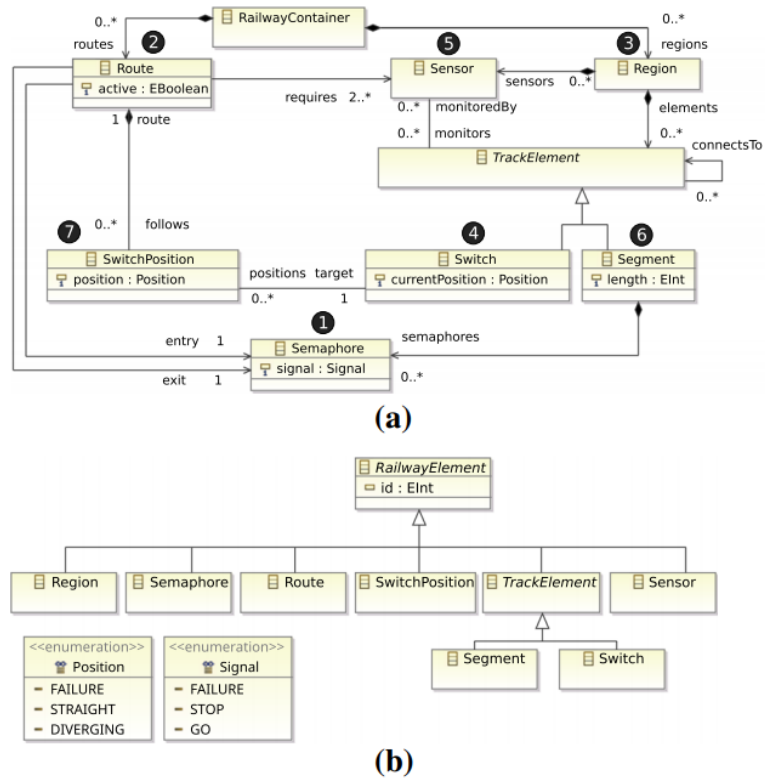 RailwayContainer
0..*
0..*
routes
2
5
3
regions
Route
Sensor
Region
active : EBoolean
sensors
0..*
requires 2..*
0..*
monitoredBy
elements
1
route
0..*
monitors
0..*
connectsTo
TrackElement
0..*
0..*
follows
7
4
6
SwitchPosition
Switch
Segment
position : Position
positions target
currentPosition : Position
length : EInt
0..*
1
1
entry 1
Semaphore
semaphores
signal : Signal
exit 1
0..*
(a)
RailwayElement
id : EInt
Region
Semaphore
Route
SwitchPosition
TrackElement
Sensor
<<enumeration>>
Position
FAILURE
STRAIGHT
DIVERGING
<<enumeration>>
Signal
FAILURE
STOP
GO
Segment
Switch
(b)